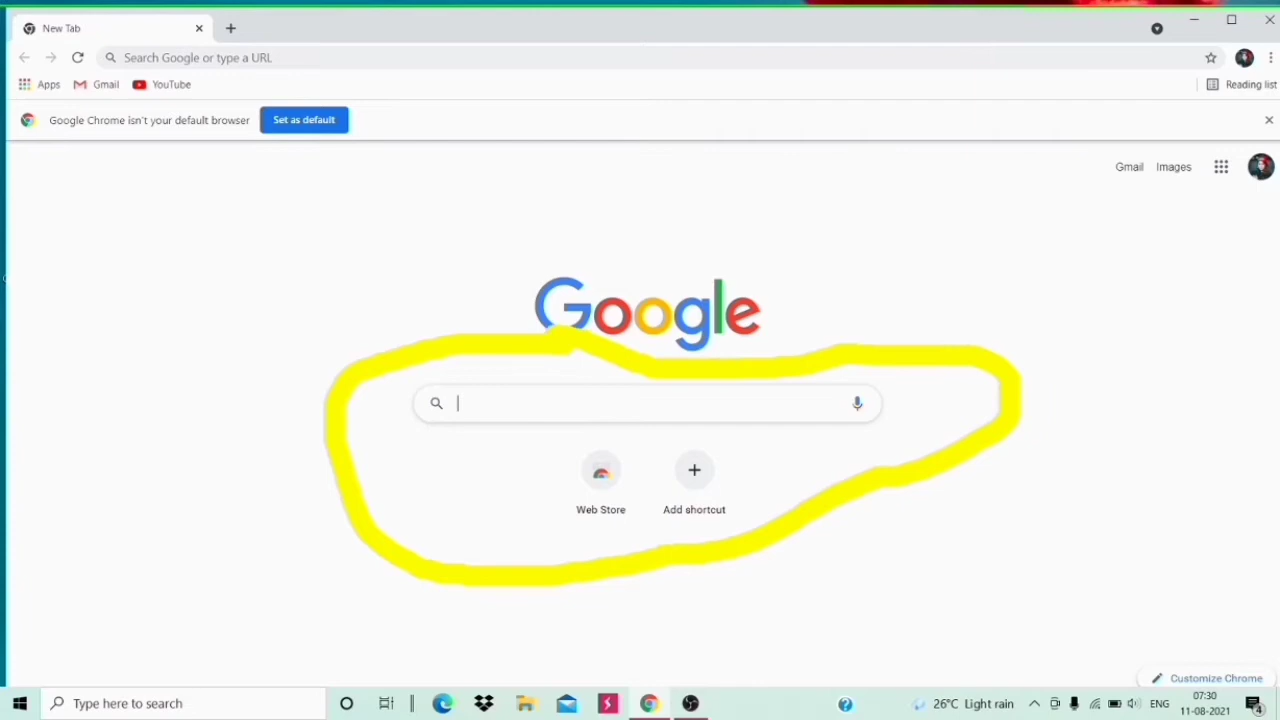 New Tab
Search Google or type a URL
Apps Gmail YouTube Reading list
Google Chrome isn't your default browser Set as default
Gmail Images
Google
Web Store Add shortcut
Customize Chrome
Type here to search 26°C Light rain ENG 07:30
11-08-2021 4